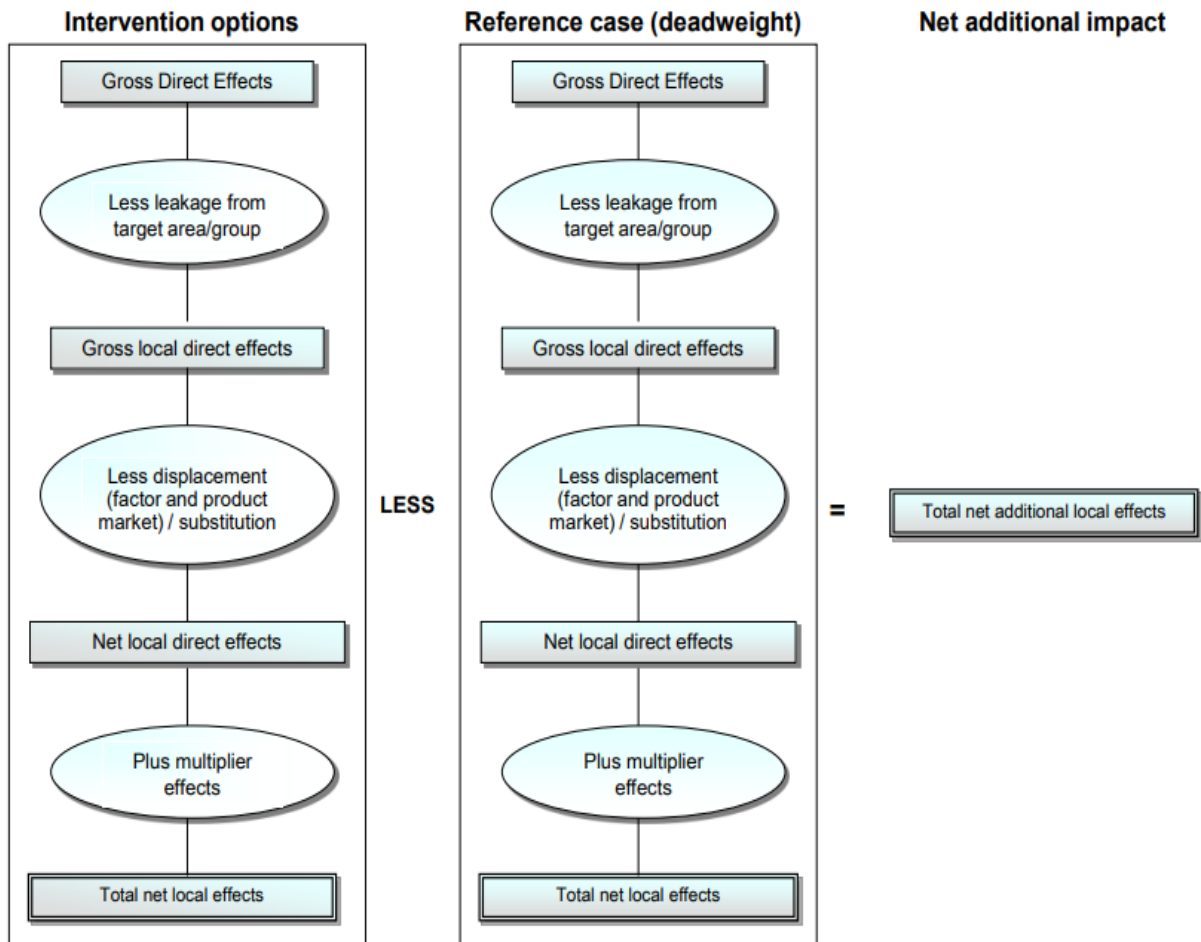 Intervention options
Gross Direct Effects
Less leakage from
target area/group
Gross local direct effects
Less displacement
(factor and product
market) / substitution
Net local direct effects
Plus multiplier
effects
Total net local effects
LESS
Reference case (deadweight)
Gross Direct Effects
Less leakage from
target area/group
Gross local direct effects
Less displacement
(factor and product
market) / substitution
Net local direct effects
Plus multiplier
effects
Total net local effects
=
Net additional impact
Total net additional local effects